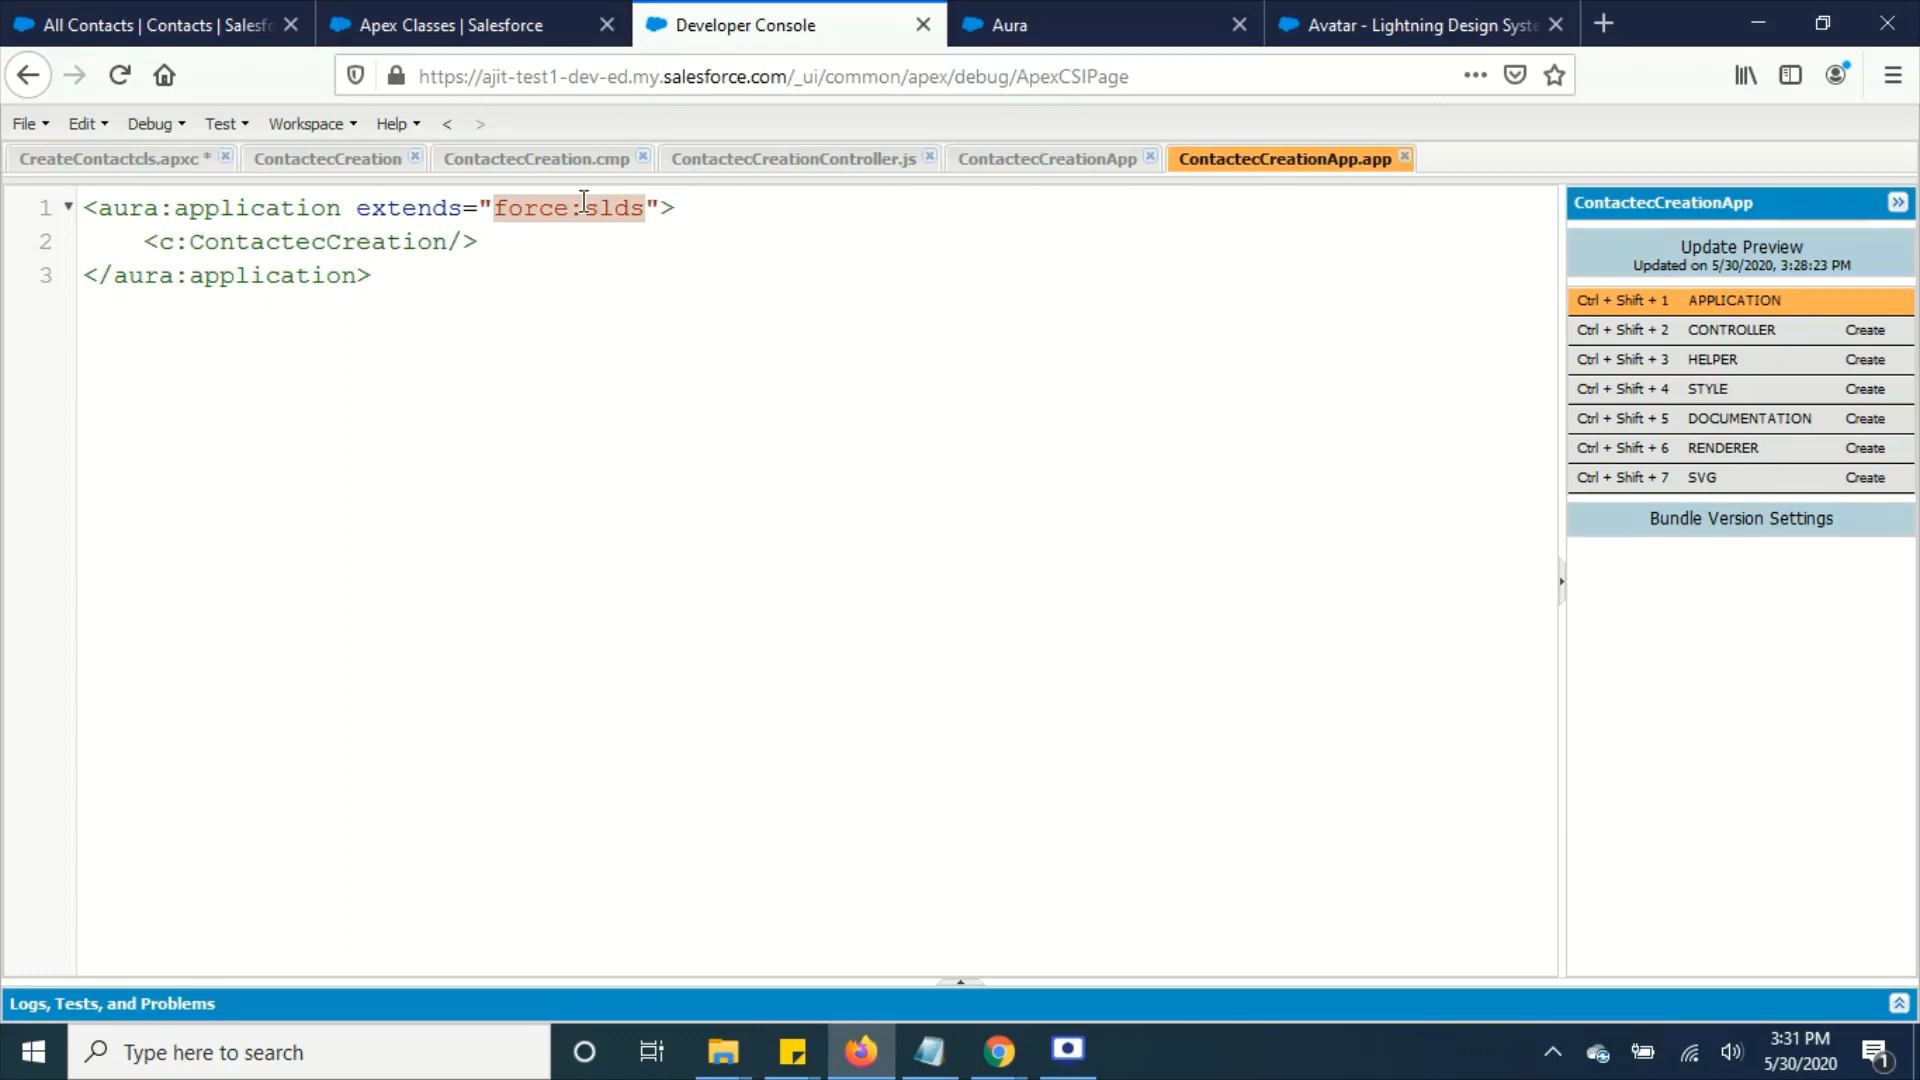 All Contacts | Contacts | Salesfo
Apex Classes | Salesforce
Developer Console
Aura
Avatar - Lightning Design Syste
https://ajit-test1-dev-ed.my.salesforce.com/_ui/common/apex/debug/ApexCSIPage
File Edit Debug Test Workspace Help < >
CreateContactcls.apxc * ContactecCreation ContactecCreation.cmp ContactecCreationController.js ContactecCreationApp ContactecCreationApp.app
1 <aura:application extends="force:slds">
2 <c:ContactecCreation/>
3 </aura:application>
ContactecCreationApp
Update Preview
Updated on 5/30/2020, 3:28:23 PM
Ctrl + Shift + 1 APPLICATION
Ctrl + Shift + 2 CONTROLLER Create
Ctrl + Shift + 3 HELPER Create
Ctrl + Shift + 4 STYLE Create
Ctrl + Shift + 5 DOCUMENTATION Create
Ctrl + Shift + 6 RENDERER Create
Ctrl + Shift + 7 SVG Create
Bundle Version Settings
Logs, Tests, and Problems
Type here to search
3:31 PM
5/30/2020
1